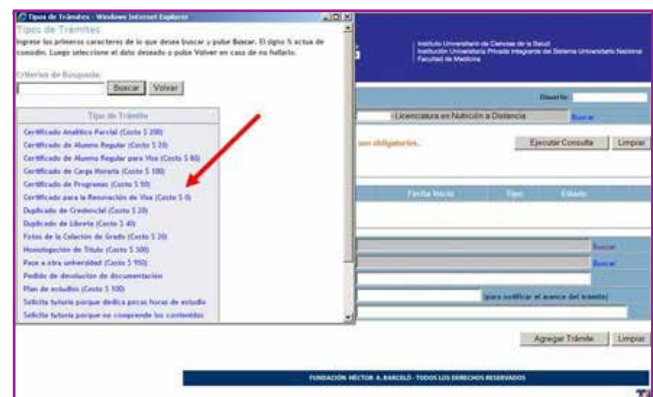 Tipos de Trámites - Windows Internet Explorer
Tipos de Trámites
Ingrese los primeros caracteres de lo que desea buscar y pulse Buscar. El signo % actua de
comodín. Luego seleccione el dato deseado o pulse Volver en caso de no hallarlo.
Criterios de Búsqueda:
Buscar Volver
Tipo de Trámite
Certificado Analítico Parcial (Costo $ 200)
Certificado de Alumno Regular (Costo $ 20)
Certificado de Alumno Regular para Visa (Costo $ 80)
Certificado de Carga Horaria (Costo $ 100)
Certificado de Programas (Costo $ 50)
Certificado para la Renovación de Visa (Costo $ 0)
Duplicado de Credencial (Costo $ 20)
Duplicado de Libreta (Costo $ 40)
Fotos de la Colación de Grado (Costo $ 20)
Homologación de Título (Costo $ 500)
Pase a otra universidad (Costo $ 950)
Pedido de devolución de documentación
Plan de estudios (Costo $ 100)
Solicita tutoría porque dedica pocas horas de estudio
Solicita tutoría porque no comprende los contenidos
Instituto Universitario de Ciencias de la Salud
Institución Universitaria Privada integrante del Sistema Universitario Nacional
Facultad de Medicina
Usuario:
- Licenciatura en Nutrición a Distancia Buscar
son obligatorios. Ejecutar Consulta Limpiar
Fecha Inicio Tipo Estado
Buscar
Buscar
(para notificar el avance del trámite)
Agregar Trámite Limpiar
FUNDACIÓN HÉCTOR A. BARCELÓ - TODOS LOS DERECHOS RESERVADOS